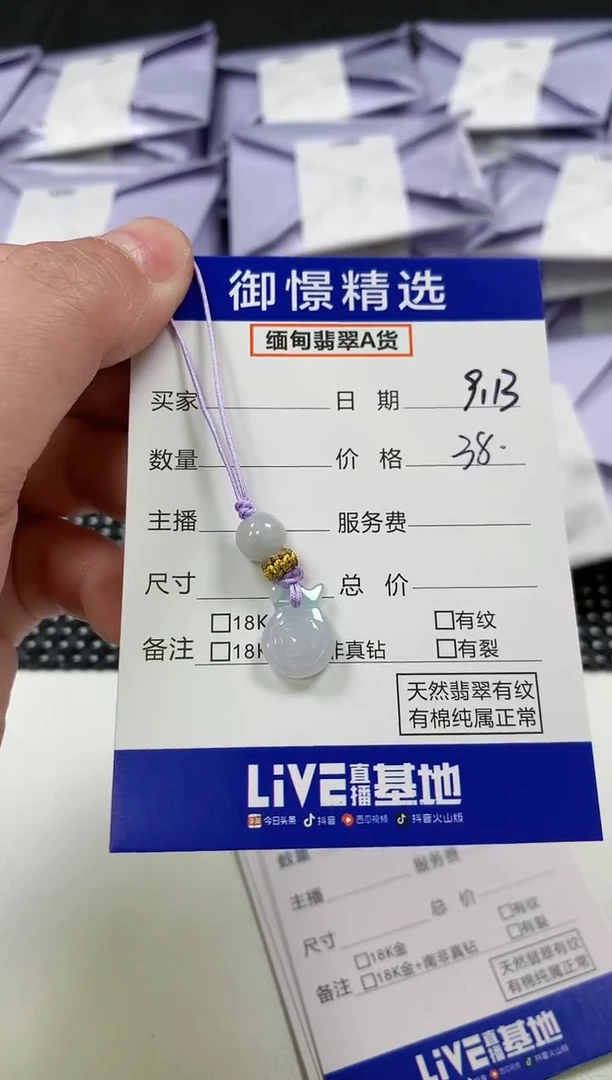 御憬精选
缅甸翡翠A货
买家 日期 9.13
数量 价格 38.
主播 服务费
尺寸 总价
□18K □有纹
备注 □18K 非真钻 □有裂
天然翡翠有纹
有棉纯属正常
LIVE直播基地
今日头条 抖音 西瓜视频 抖音火山版
数量 服务费
主播 总价
尺寸 □有纹
□18K金 □有裂
备注 □18K金+南非真钻
天然翡翠有纹
有棉纯属正常
LIVE直播基地